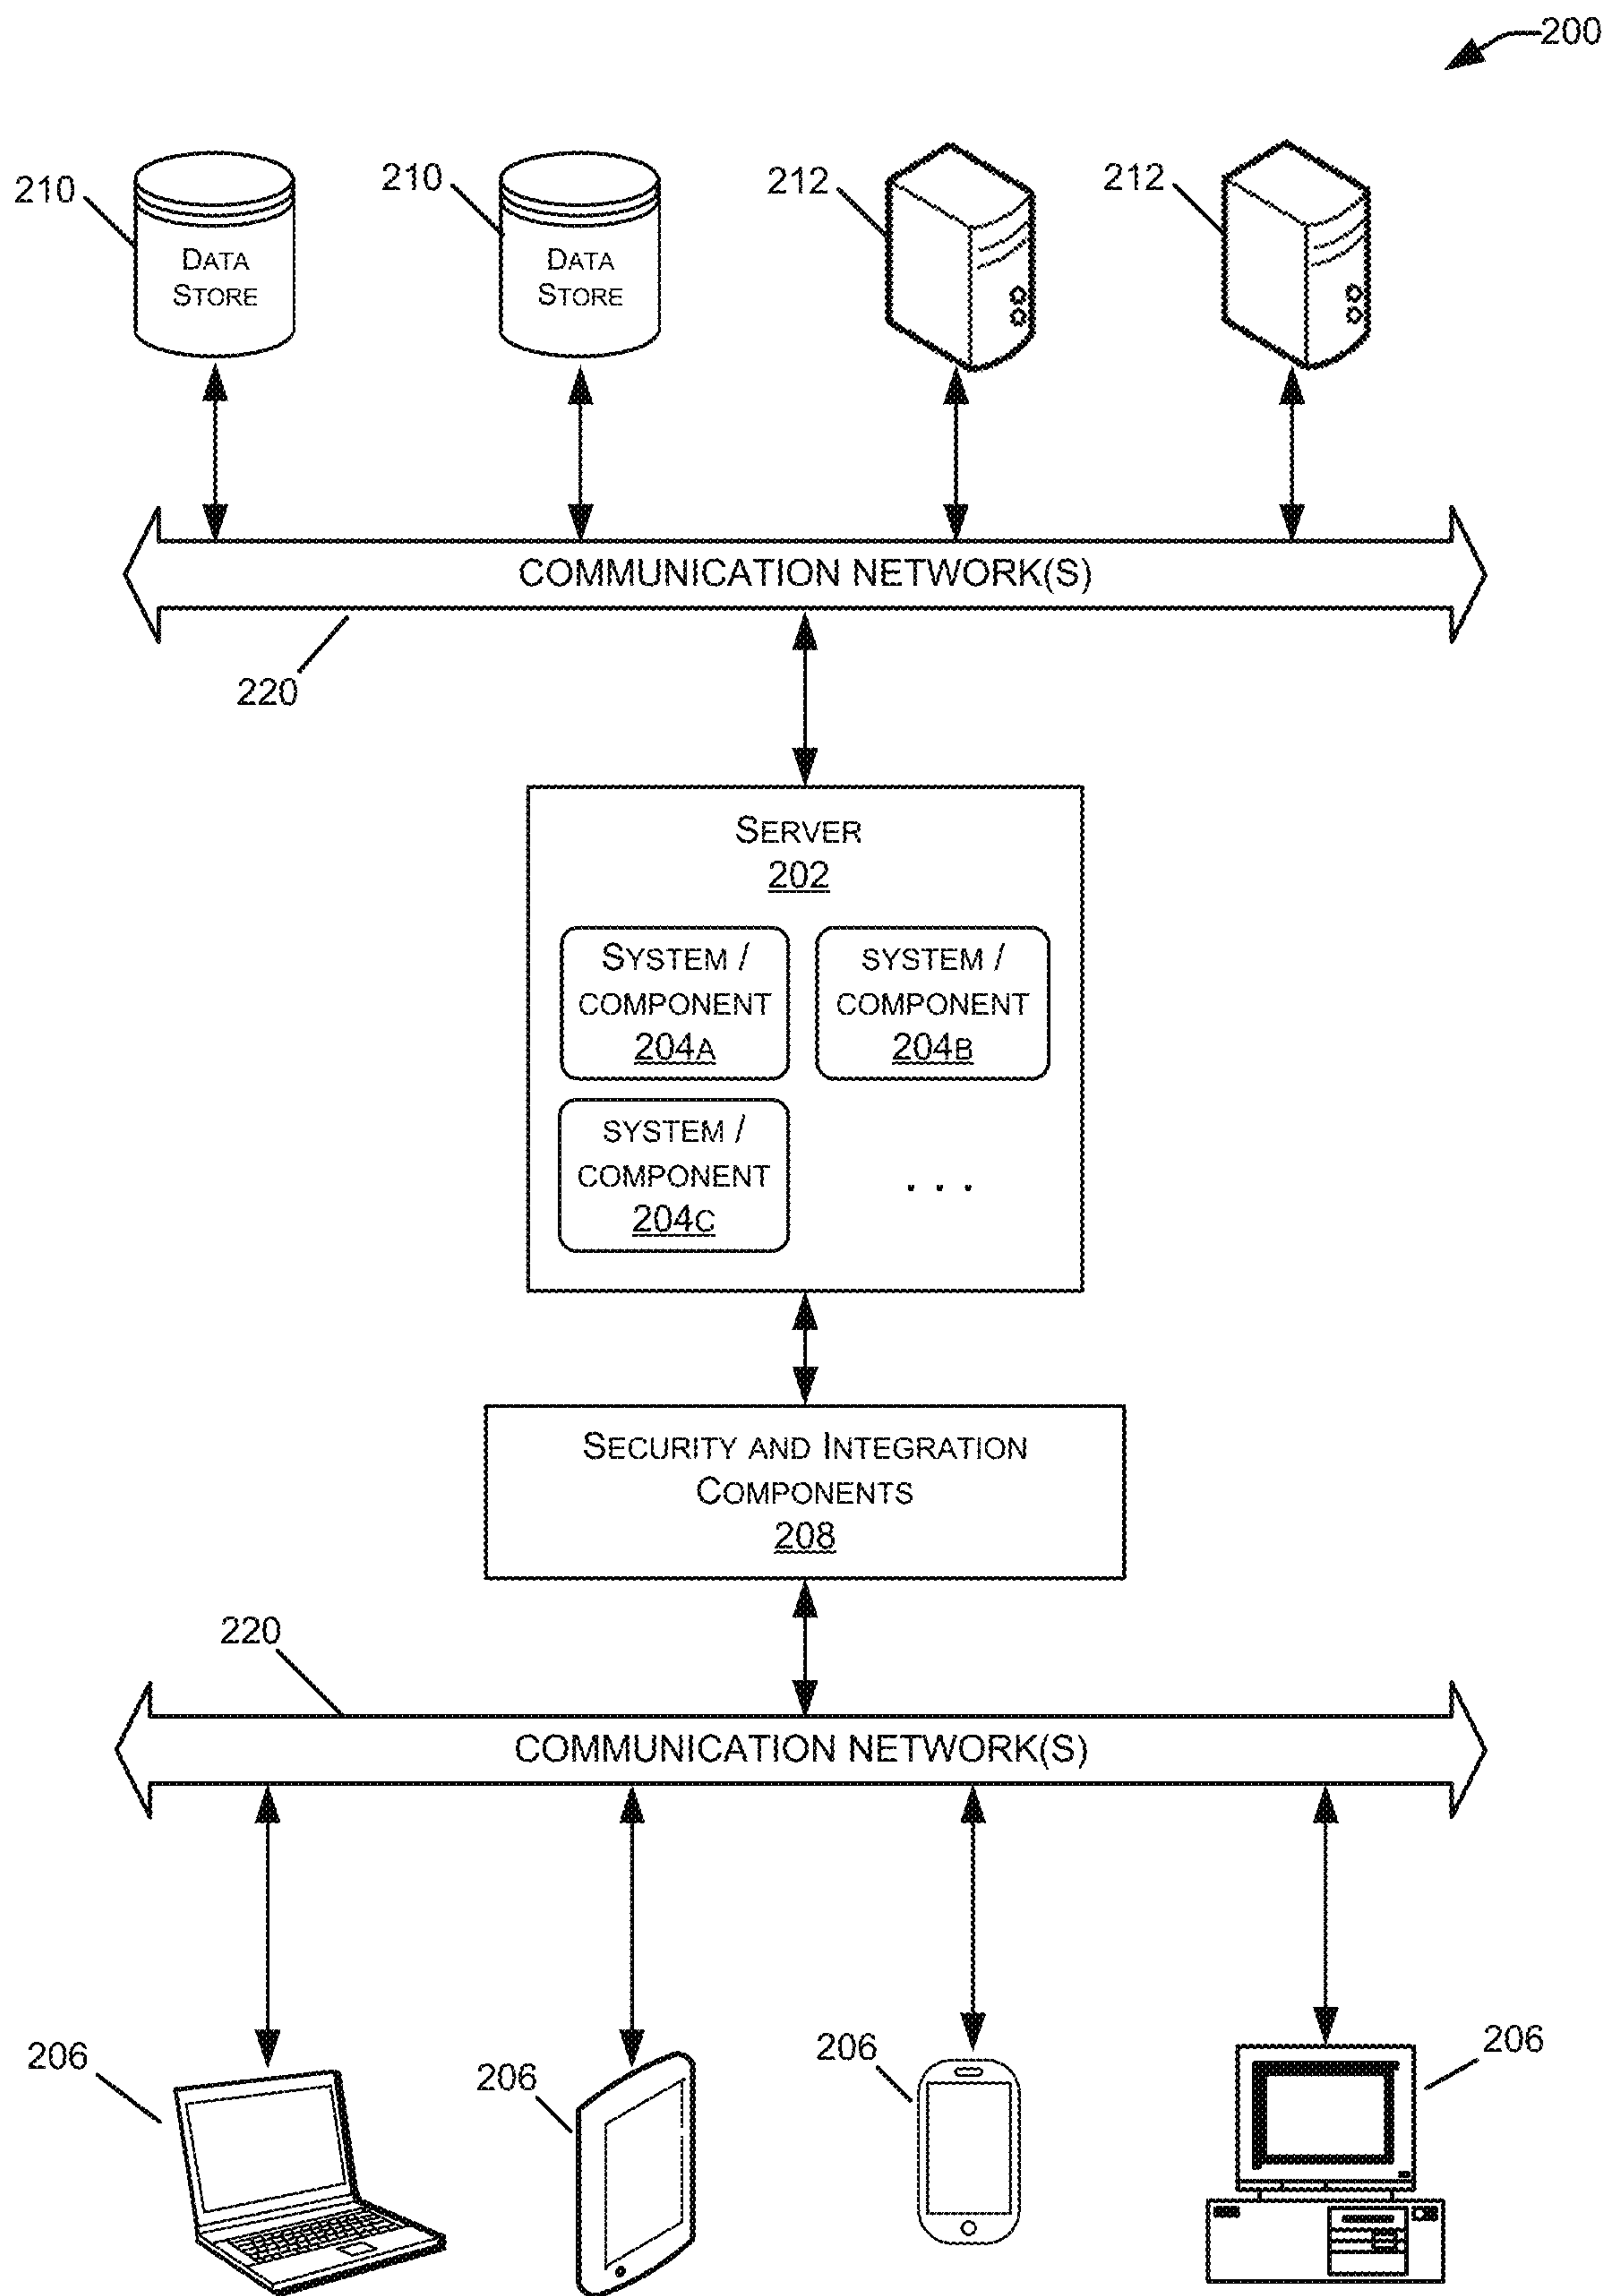 200
210
210
212
212
DATA
STORE
DATA
STORE
COMMUNICATION NETWORK(S)
220
SERVER
202
SYSTEM /
COMPONENT
204A
SYSTEM /
COMPONENT
204B
SYSTEM /
COMPONENT
204C
. . .
SECURITY AND INTEGRATION
COMPONENTS
208
220
COMMUNICATION NETWORK(S)
206
206
206
206